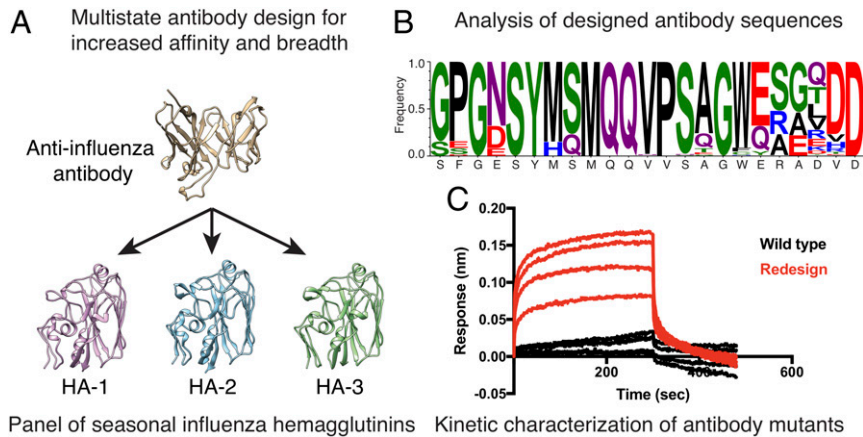 A
Multistate antibody design for
increased affinity and breadth
Anti-influenza
antibody
HA-1 HA-2 HA-3
Panel of seasonal influenza hemagglutinins
B
Analysis of designed antibody sequences
Frequency
1.0
0.5
0.0
GPGNSYMSMQQVPSAGWESGQDD
S F G E S Y M S M Q Q V P S A G W E R A D V D
C
Response (nm)
0.20
0.15
0.10
0.05
0.00
-0.05
Wild type
Redesign
200 400 600
Time (sec)
Kinetic characterization of antibody mutants